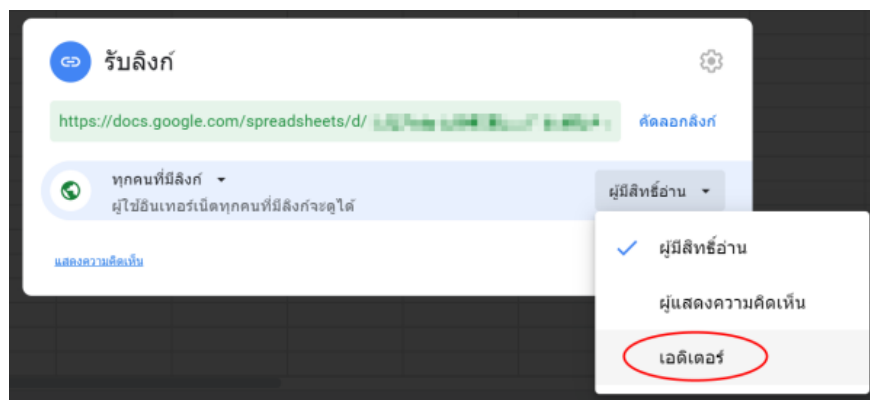 รับลิงก์
https://docs.google.com/spreadsheets/d/
คัดลอกลิงก์
ทุกคนที่มีลิงก์
ผู้ใช้อินเทอร์เน็ตทุกคนที่มีลิงก์จะดูได้
ผู้มีสิทธิ์อ่าน
แสดงความคิดเห็น
ผู้มีสิทธิ์อ่าน
ผู้แสดงความคิดเห็น
เอดิเตอร์